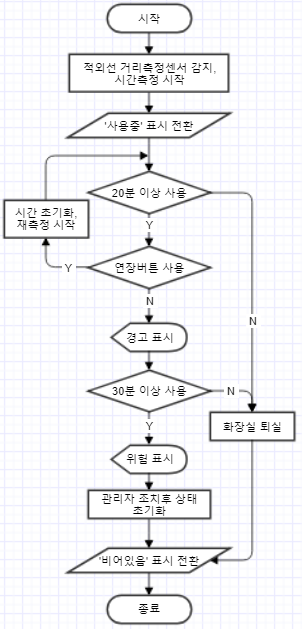 시작
적외선 거리측정센서 감지,
시간측정 시작
'사용중' 표시 전환
20분 이상 사용
시간 초기화,
재측정 시작
Y
연장버튼 사용
Y
N
N
경고 표시
30분 이상 사용
N
화장실 퇴실
Y
위험 표시
관리자 조치후 상태
초기화
'비어있음' 표시 전환
종료